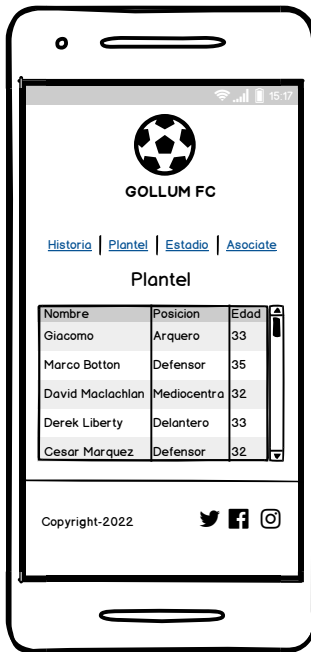 15:17
GOLLUM FC
Historia | Plantel | Estadio | Asociate
Plantel
Nombre Posicion Edad
Giacomo Arquero 33
Marco Botton Defensor 35
David Maclachlan Mediocentra 32
Derek Liberty Delantero 33
Cesar Marquez Defensor 32
Copyright-2022